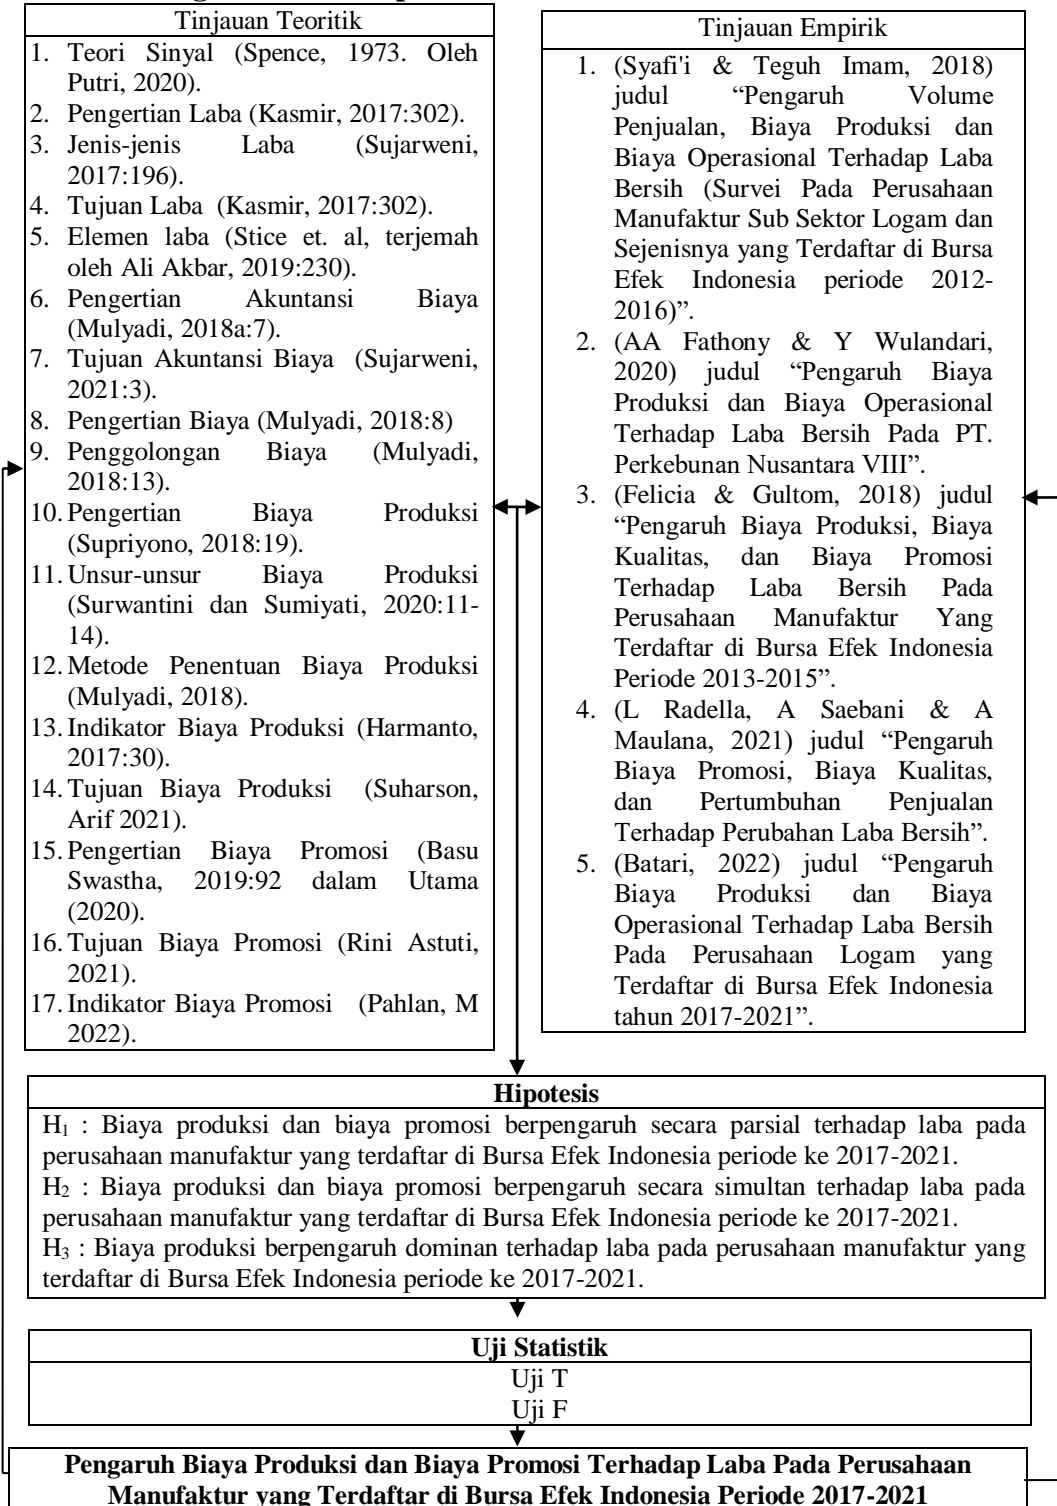 Tinjauan Teoritik
1. Teori Sinyal (Spence, 1973. Oleh
Putri, 2020).
2. Pengertian Laba (Kasmir, 2017:302).
3. Jenis-jenis Laba (Sujarweni,
2017:196).
4. Tujuan Laba (Kasmir, 2017:302).
5. Elemen laba (Stice et. al, terjemah
oleh Ali Akbar, 2019:230).
6. Pengertian Akuntansi Biaya
(Mulyadi, 2018a:7).
7. Tujuan Akuntansi Biaya (Sujarweni,
2021:3).
8. Pengertian Biaya (Mulyadi, 2018:8)
9. Penggolongan Biaya (Mulyadi,
2018:13).
10. Pengertian Biaya Produksi
(Supriyono, 2018:19).
11. Unsur-unsur Biaya Produksi
(Surwantini dan Sumiyati, 2020:11-
14).
12. Metode Penentuan Biaya Produksi
(Mulyadi, 2018).
13. Indikator Biaya Produksi (Harmanto,
2017:30).
14. Tujuan Biaya Produksi (Suharson,
Arif 2021).
15. Pengertian Biaya Promosi (Basu
Swastha, 2019:92 dalam Utama
(2020).
16. Tujuan Biaya Promosi (Rini Astuti,
2021).
17. Indikator Biaya Promosi (Pahlan, M
2022).
Tinjauan Empirik
1. (Syafi'i & Teguh Imam, 2018)
judul “Pengaruh Volume
Penjualan, Biaya Produksi dan
Biaya Operasional Terhadap Laba
Bersih (Survei Pada Perusahaan
Manufaktur Sub Sektor Logam dan
Sejenisnya yang Terdaftar di Bursa
Efek Indonesia periode 2012-
2016)”.
2. (AA Fathony & Y Wulandari,
2020) judul “Pengaruh Biaya
Produksi dan Biaya Operasional
Terhadap Laba Bersih Pada PT.
Perkebunan Nusantara VIII”.
3. (Felicia & Gultom, 2018) judul
“Pengaruh Biaya Produksi, Biaya
Kualitas, dan Biaya Promosi
Terhadap Laba Bersih Pada
Perusahaan Manufaktur Yang
Terdaftar di Bursa Efek Indonesia
Periode 2013-2015”.
4. (L Radella, A Saebani & A
Maulana, 2021) judul “Pengaruh
Biaya Promosi, Biaya Kualitas,
dan Pertumbuhan Penjualan
Terhadap Perubahan Laba Bersih”.
5. (Batari, 2022) judul “Pengaruh
Biaya Produksi dan Biaya
Operasional Terhadap Laba Bersih
Pada Perusahaan Logam yang
Terdaftar di Bursa Efek Indonesia
tahun 2017-2021”.
Hipotesis
H₁ : Biaya produksi dan biaya promosi berpengaruh secara parsial terhadap laba pada
perusahaan manufaktur yang terdaftar di Bursa Efek Indonesia periode ke 2017-2021.
H₂ : Biaya produksi dan biaya promosi berpengaruh secara simultan terhadap laba pada
perusahaan manufaktur yang terdaftar di Bursa Efek Indonesia periode ke 2017-2021.
H₃ : Biaya produksi berpengaruh dominan terhadap laba pada perusahaan manufaktur yang
terdaftar di Bursa Efek Indonesia periode ke 2017-2021.
Uji Statistik
Uji T
Uji F
Pengaruh Biaya Produksi dan Biaya Promosi Terhadap Laba Pada Perusahaan
Manufaktur yang Terdaftar di Bursa Efek Indonesia Periode 2017-2021